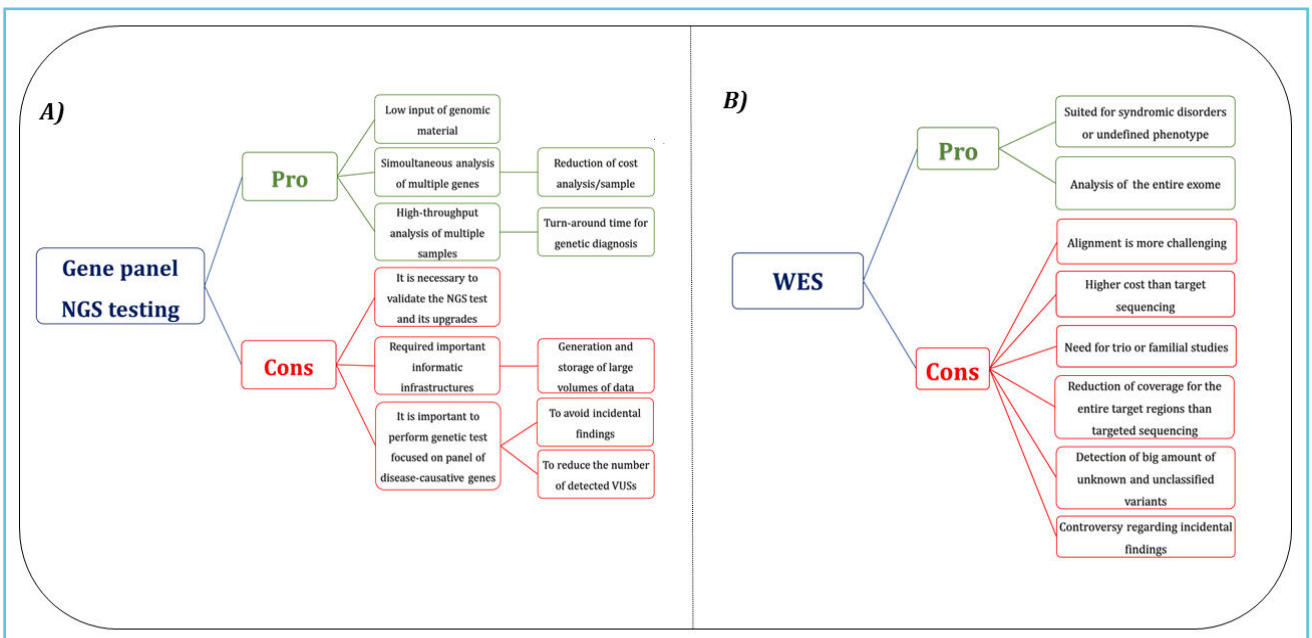 A)
Gene panel
NGS testing
Pro
Low input of genomic
material
Simoultaneous analysis
of multiple genes
Reduction of cost
analysis/sample
High-throughput
analysis of multiple
samples
Turn-around time for
genetic diagnosis
Cons
It is necessary to
validate the NGS test
and its upgrades
Required important
informatic
infrastructures
Generation and
storage of large
volumes of data
It is important to
perform genetic test
focused on panel of
disease-causative genes
To avoid incidental
findings
To reduce the number
of detected VUSs
B)
WES
Pro
Suited for syndromic disorders
or undefined phenotype
Analysis of the entire exome
Cons
Alignment is more challenging
Higher cost than target
sequencing
Need for trio or familial studies
Reduction of coverage for the
entire target regions than
targeted sequencing
Detection of big amount of
unknown and unclassified
variants
Controversy regarding incidental
findings